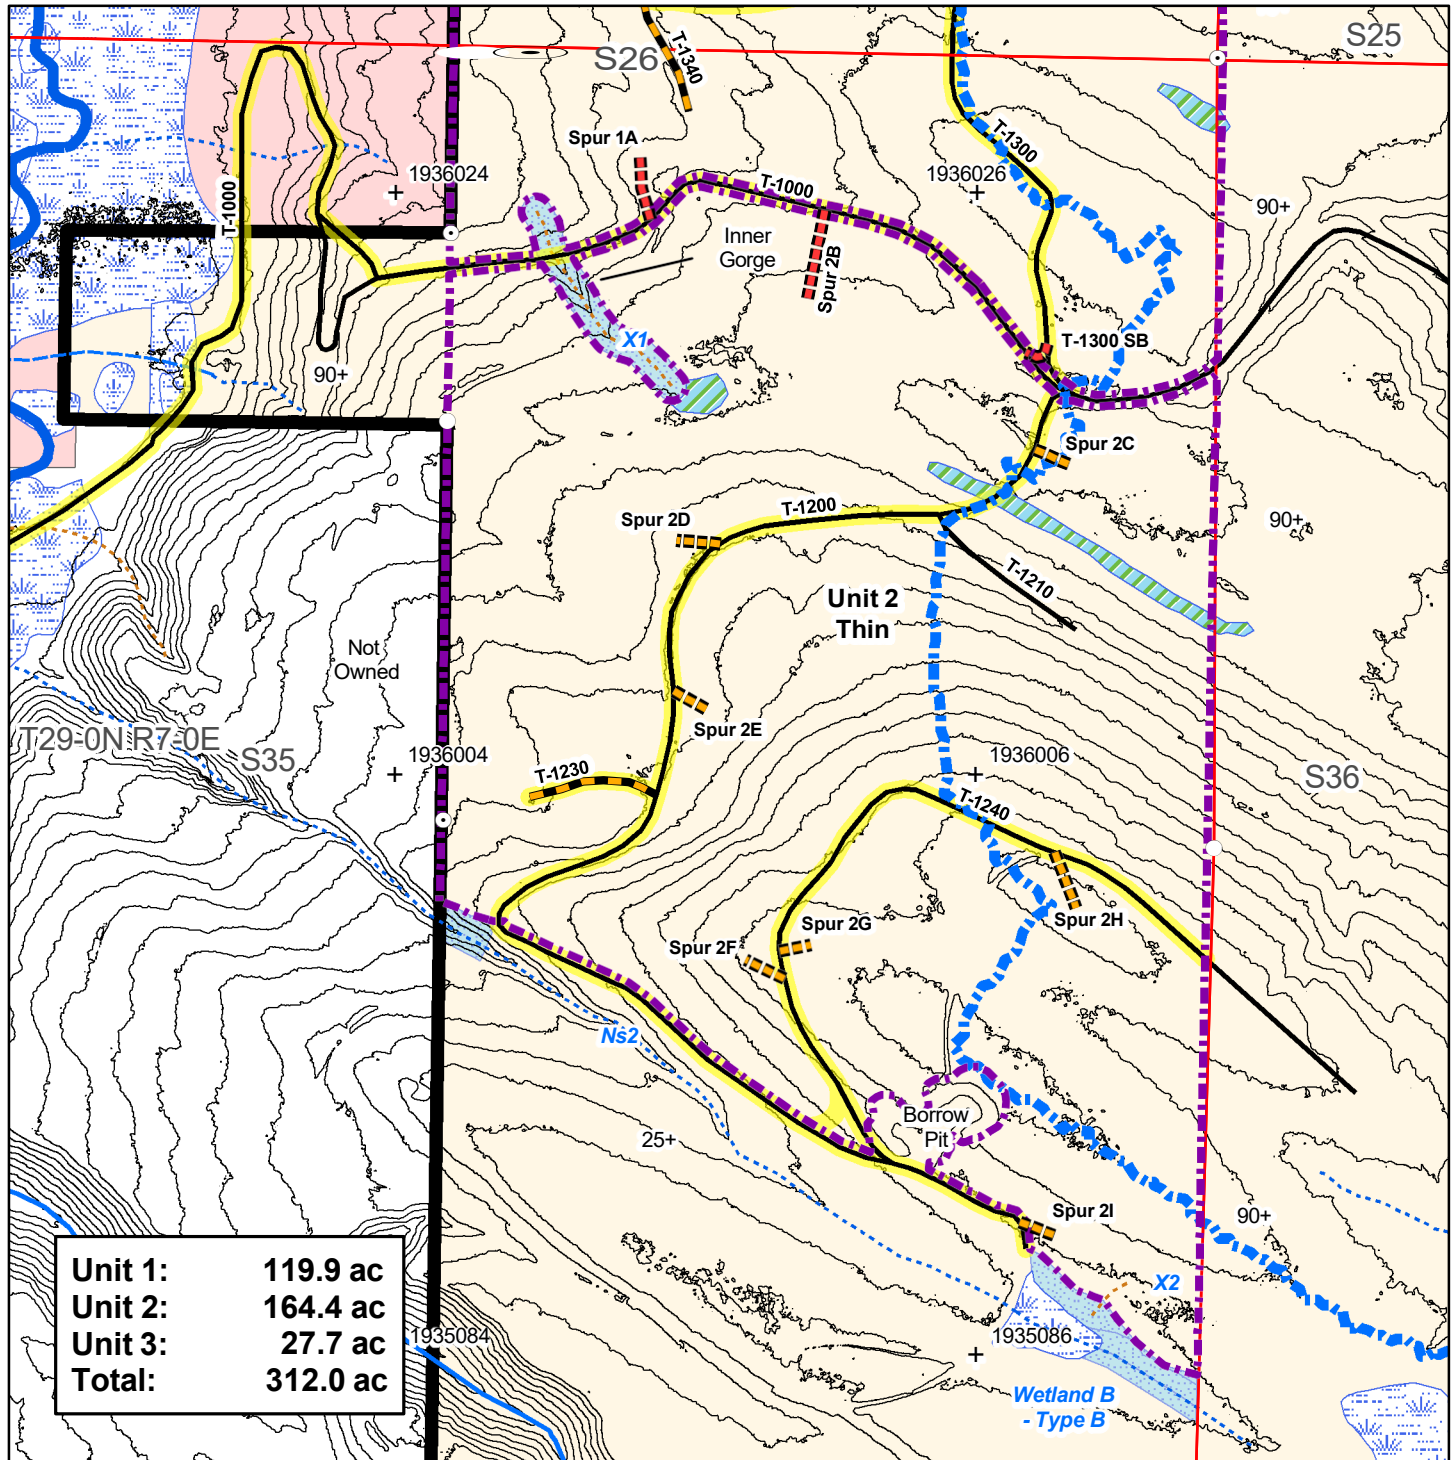 S25
S26
T-1340
Spur 1A
T-1300
1936024
1936026
T-1000
T-1000
90+
Inner
Gorge
Spur 2B
X1
T-1300 SB
90+
Spur 2C
T-1200
Spur 2D
90+
T-1210
Unit 2
Thin
Not
Owned
Spur 2E
T29-0N R7-0E
S35
1936004
1936006
S36
T-1230
T-1240
Spur 2G
Spur 2H
Spur 2F
Ns2
Borrow
Pit
25+
Spur 2I
90+
X2
Unit 1: 119.9 ac
Unit 2: 164.4 ac
Unit 3: 27.7 ac
Total: 312.0 ac
1935084
1935086
Wetland B
- Type B